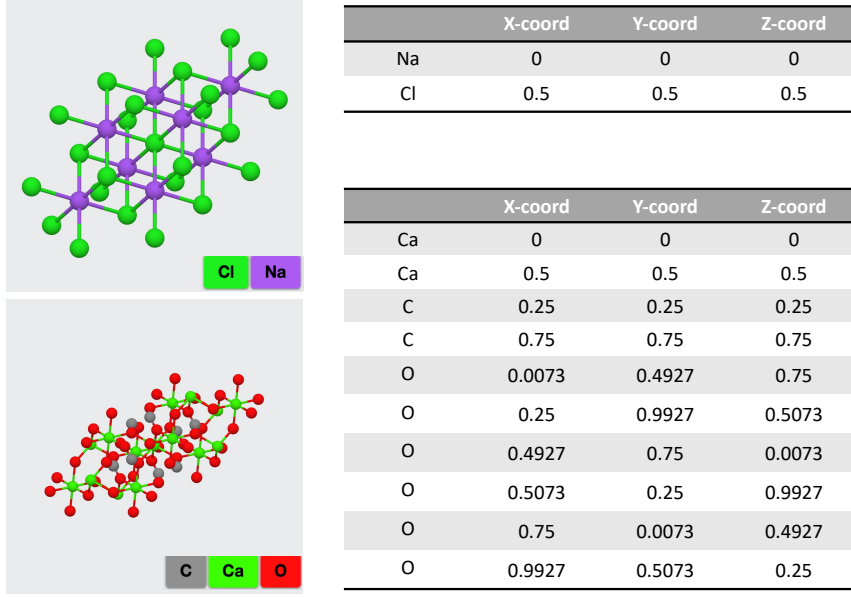 Cl Na
X-coord Y-coord Z-coord
Na 0 0 0
Cl 0.5 0.5 0.5
C Ca O
X-coord Y-coord Z-coord
Ca 0 0 0
Ca 0.5 0.5 0.5
C 0.25 0.25 0.25
C 0.75 0.75 0.75
O 0.0073 0.4927 0.75
O 0.25 0.9927 0.5073
O 0.4927 0.75 0.0073
O 0.5073 0.25 0.9927
O 0.75 0.0073 0.4927
O 0.9927 0.5073 0.25